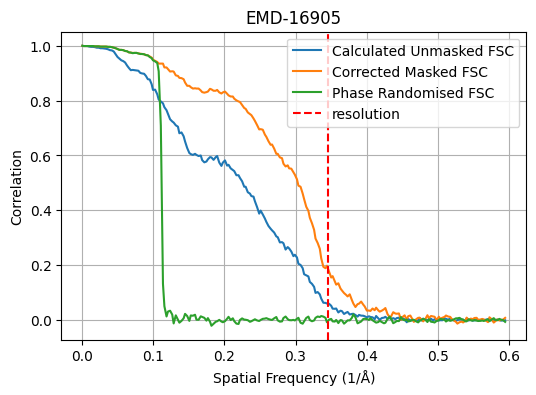 EMD-16905
Calculated Unmasked FSC
Corrected Masked FSC
Phase Randomised FSC
resolution
Correlation
1.0
0.8
0.6
0.4
0.2
0.0
0.0 0.1 0.2 0.3 0.4 0.5 0.6
Spatial Frequency (1/Å)